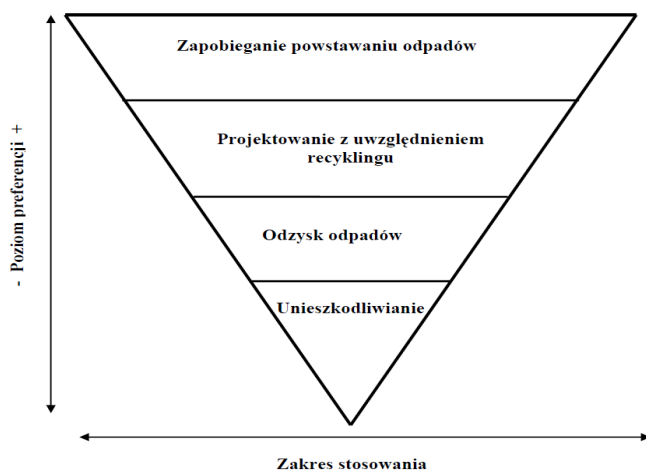 Zapobieganie powstawaniu odpadów
Projektowanie z uwzględnieniem
recyklingu
Odzysk odpadów
Unieszkodliwianie
- Poziom preferencji +
Zakres stosowania